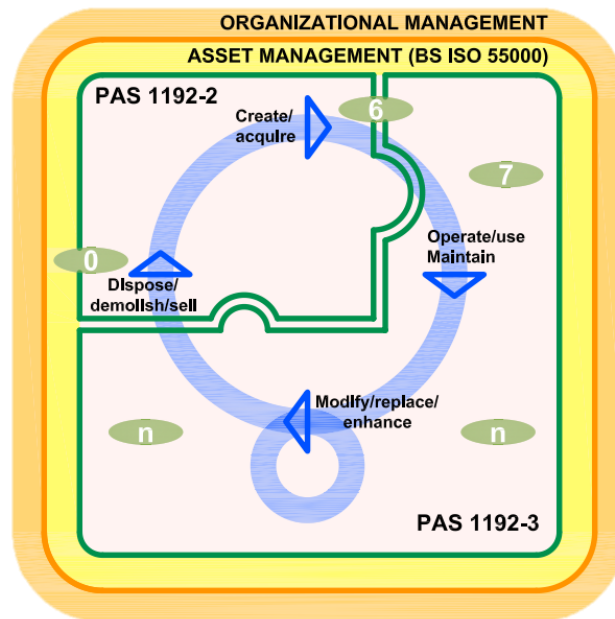 ORGANIZATIONAL MANAGEMENT
ASSET MANAGEMENT (BS ISO 55000)
PAS 1192-2
Create/
acquire
6
7
0
Operate/use
Maintain
Dispose/
demolish/sell
Modify/replace/
enhance
n
n
PAS 1192-3